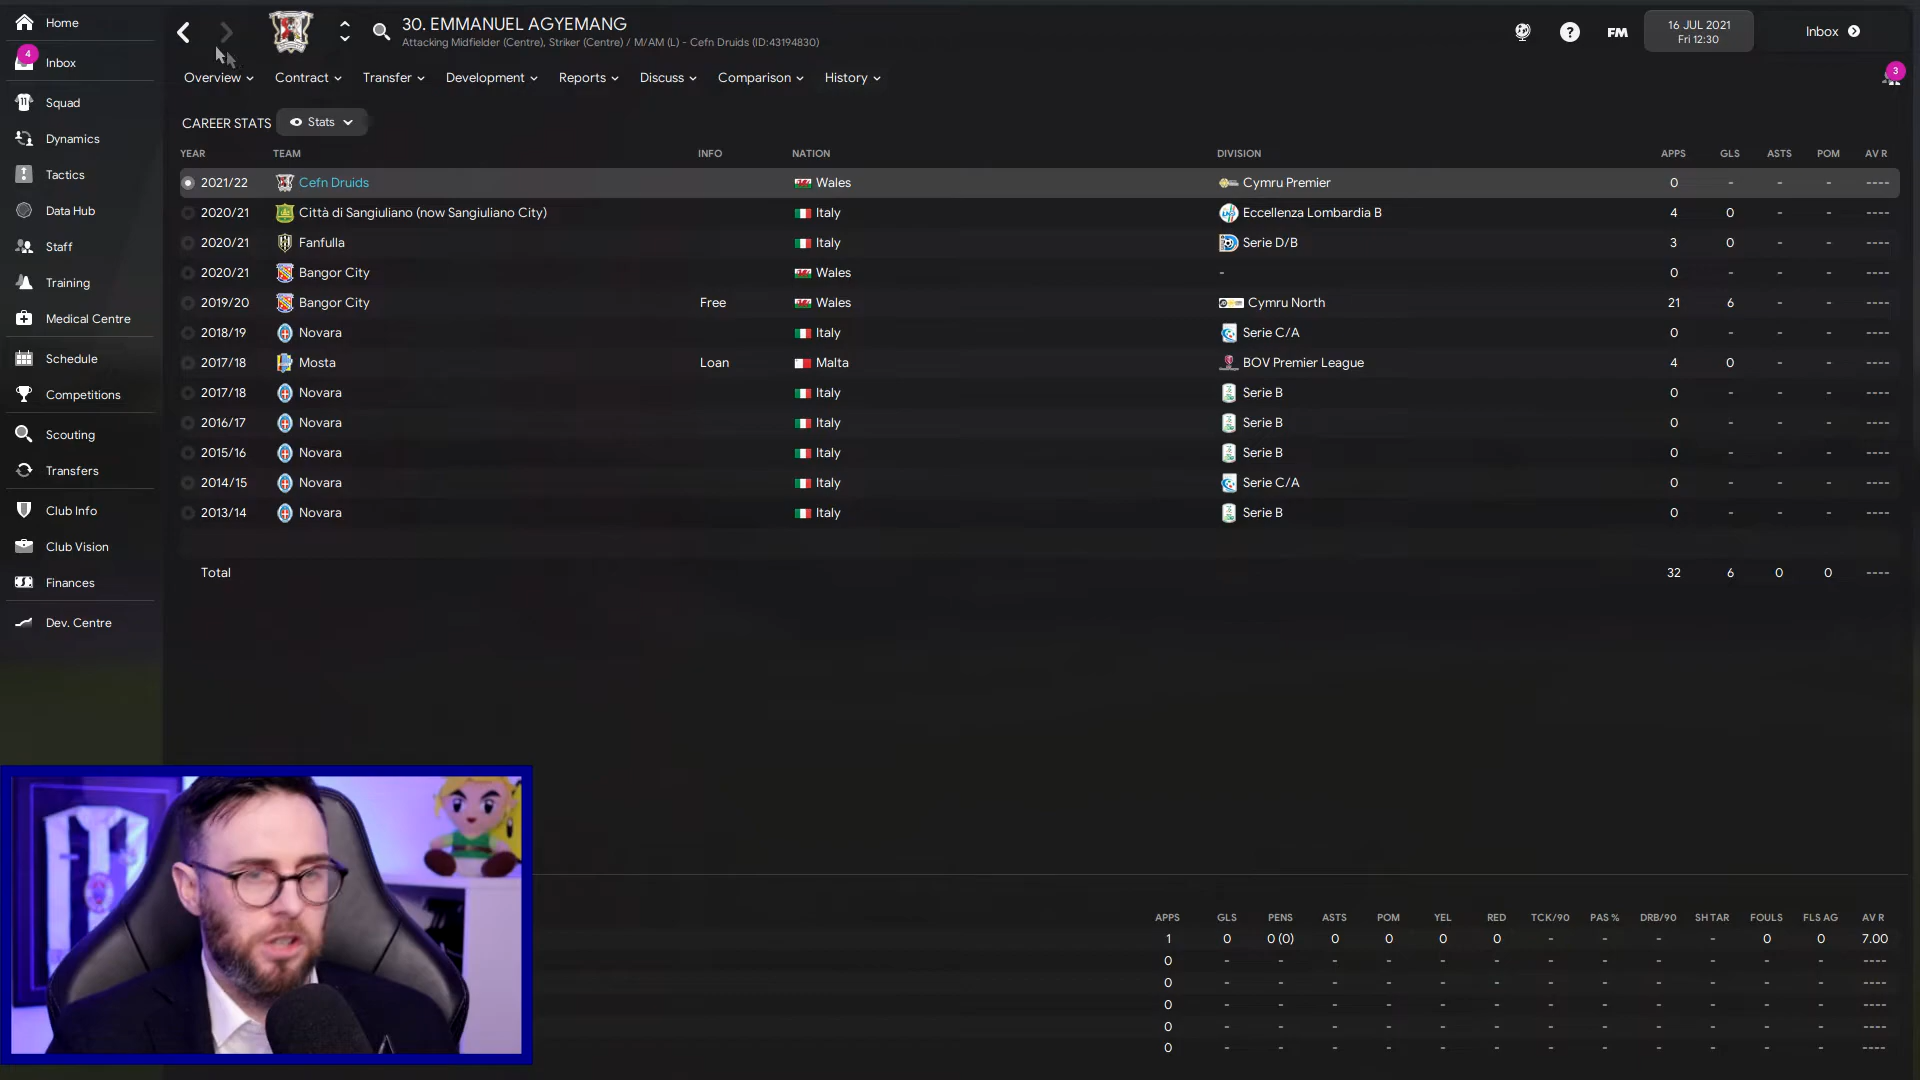 Home
4
Inbox
Squad
Dynamics
Tactics
Data Hub
Staff
Training
Medical Centre
Schedule
Competitions
Scouting
Transfers
Club Info
Club Vision
Finances
Dev. Centre
30. EMMANUEL AGYEMANG
Attacking Midfielder (Centre), Striker (Centre) / M/AM (L) - Cefn Druids (ID:43194830)
? FM 16 JUL 2021
Fri 12:30
Inbox
Overview Contract Transfer Development Reports Discuss Comparison History 3
CAREER STATS Stats
YEAR TEAM INFO NATION DIVISION APPS GLS ASTS POM AV R
2021/22 Cefn Druids Wales Cymru Premier 0 - - - ----
2020/21 Città di Sangiuliano (now Sangiuliano City) Italy Eccellenza Lombardia B 4 0 - - ----
2020/21 Fanfulla Italy Serie D/B 3 0 - - ----
2020/21 Bangor City Wales - 0 - - - ----
2019/20 Bangor City Free Wales Cymru North 21 6 - - ----
2018/19 Novara Italy Serie C/A 0 - - - ----
2017/18 Mosta Loan Malta BOV Premier League 4 0 - - ----
2017/18 Novara Italy Serie B 0 - - - ----
2016/17 Novara Italy Serie B 0 - - - ----
2015/16 Novara Italy Serie B 0 - - - ----
2014/15 Novara Italy Serie C/A 0 - - - ----
2013/14 Novara Italy Serie B 0 - - - ----
Total 32 6 0 0 ----
APPS GLS PENS ASTS POM YEL RED TCK/90 PAS % DRB/90 SH TAR FOULS FLS AG AV R
1 0 0 (0) 0 0 0 0 - - - - 0 0 7.00
0 - - - - - - - - - - - - ----
0 - - - - - - - - - - - - ----
0 - - - - - - - - - - - - ----
0 - - - - - - - - - - - - ----
0 - - - - - - - - - - - - ----